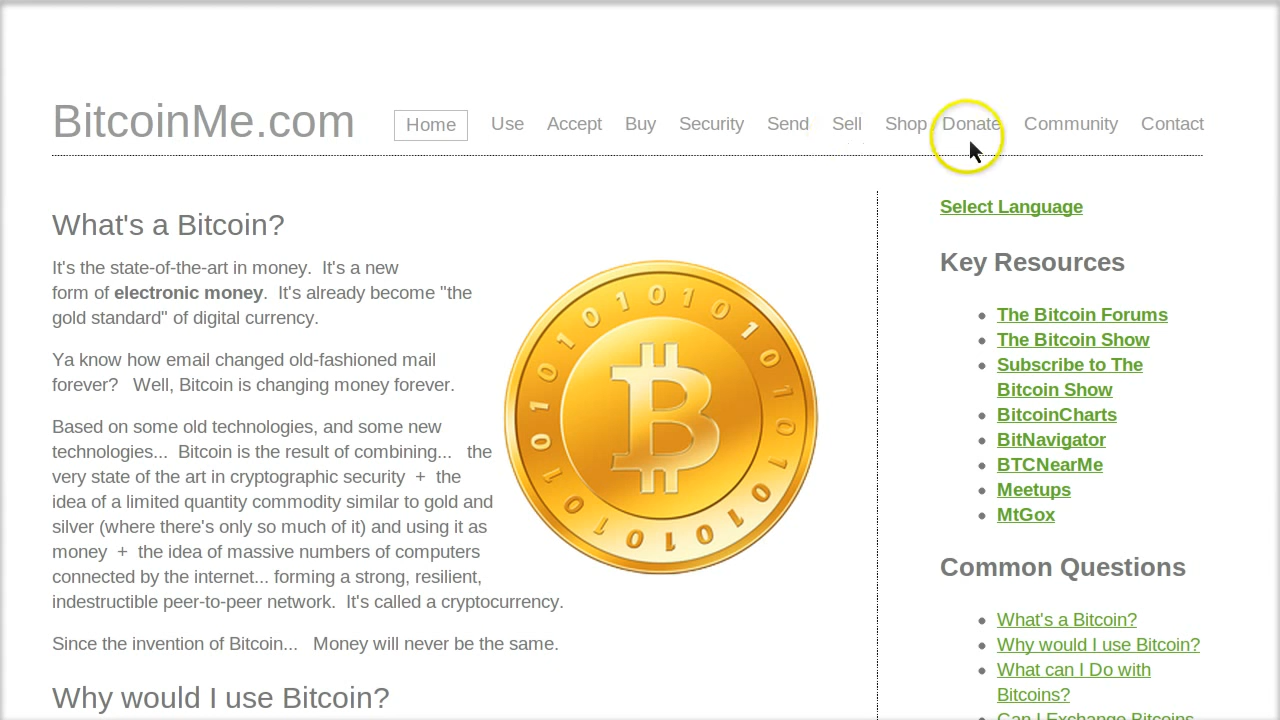 BitcoinMe.com Home Use Accept Buy Security Send Sell Shop Donate Community Contact
What's a Bitcoin?
It's the state-of-the-art in money. It's a new
form of electronic money. It's already become "the
gold standard" of digital currency.
Ya know how email changed old-fashioned mail
forever? Well, Bitcoin is changing money forever.
Based on some old technologies, and some new
technologies... Bitcoin is the result of combining... the
very state of the art in cryptographic security + the
idea of a limited quantity commodity similar to gold and
silver (where there's only so much of it) and using it as
money + the idea of massive numbers of computers
connected by the internet... forming a strong, resilient,
indestructible peer-to-peer network. It's called a cryptocurrency.
Since the invention of Bitcoin... Money will never be the same.
Why would I use Bitcoin?
Select Language
Key Resources
The Bitcoin Forums
The Bitcoin Show
Subscribe to The
Bitcoin Show
BitcoinCharts
BitNavigator
BTCNearMe
Meetups
MtGox
Common Questions
What's a Bitcoin?
Why would I use Bitcoin?
What can I Do with
Bitcoins?
Can I Exchange Bitcoins